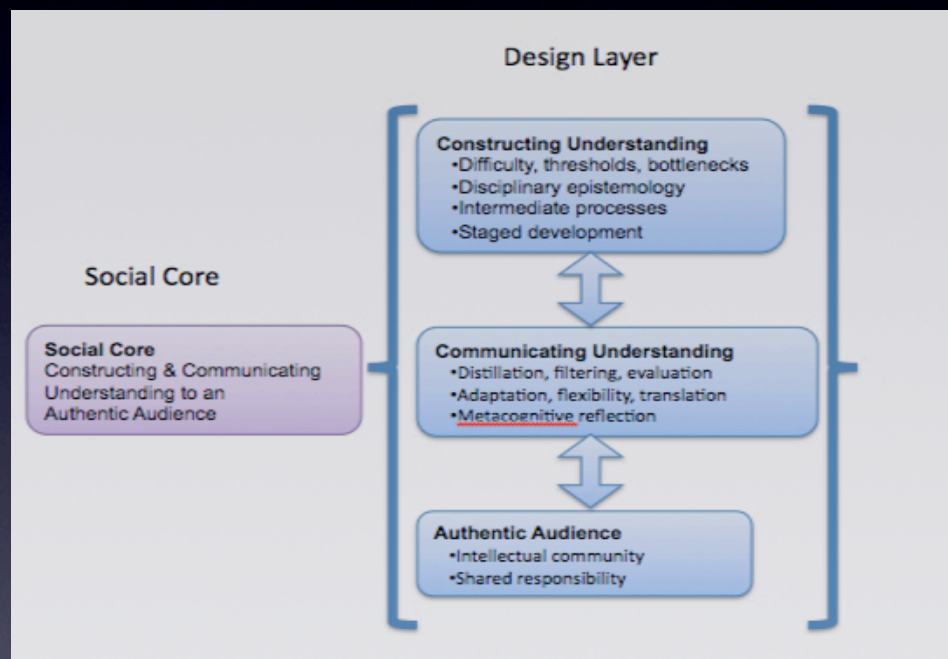 Design Layer
Constructing Understanding
•Difficulty, thresholds, bottlenecks
•Disciplinary epistemology
•Intermediate processes
•Staged development
Social Core
Social Core
Constructing & Communicating
Understanding to an
Authentic Audience
Communicating Understanding
•Distillation, filtering, evaluation
•Adaptation, flexibility, translation
•Metacognitive reflection
Authentic Audience
•Intellectual community
•Shared responsibility